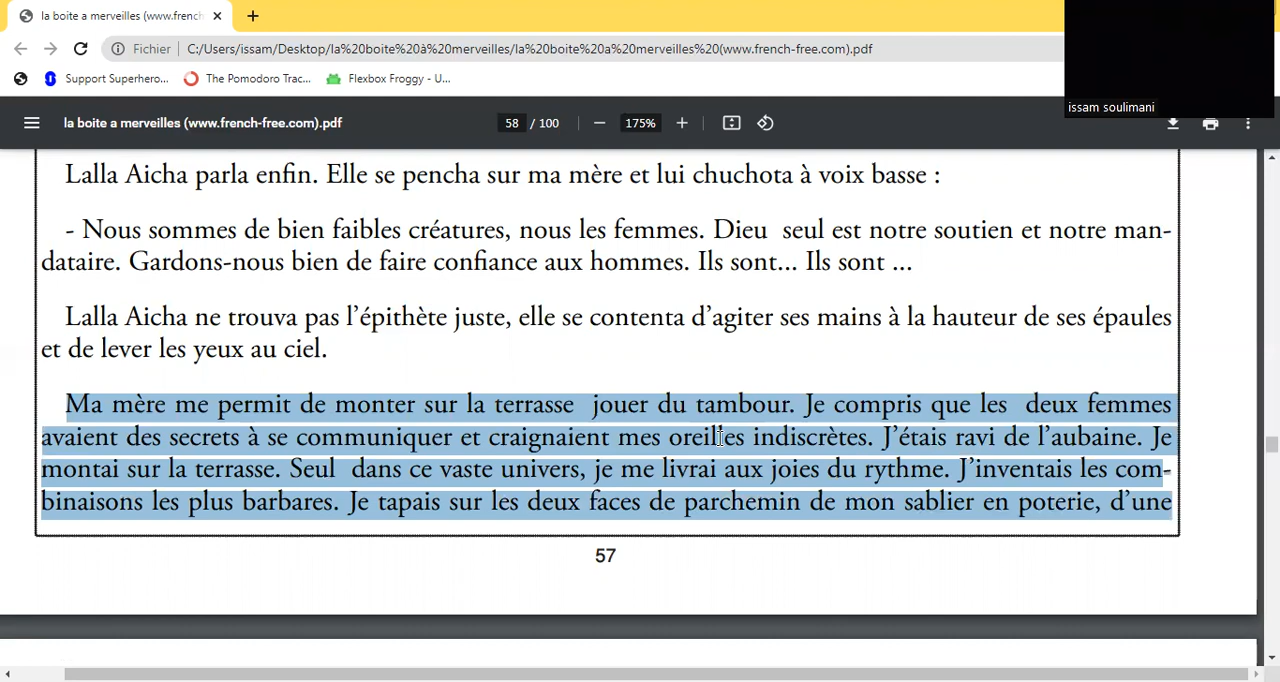 la boite a merveilles (www.french
Fichier C:/Users/issam/Desktop/la%20boite%20à%20merveilles/la%20boite%20a%20merveilles%20(www.french-free.com).pdf
Support Superhero... The Pomodoro Trac... Flexbox Froggy - U...
issam soulimani
la boite a merveilles (www.french-free.com).pdf 58 / 100 175%
Lalla Aicha parla enfin. Elle se pencha sur ma mère et lui chuchota à voix basse :
- Nous sommes de bien faibles créatures, nous les femmes. Dieu seul est notre soutien et notre man-
dataire. Gardons-nous bien de faire confiance aux hommes. Ils sont... Ils sont ...
Lalla Aicha ne trouva pas l'épithète juste, elle se contenta d'agiter ses mains à la hauteur de ses épaules
et de lever les yeux au ciel.
Ma mère me permit de monter sur la terrasse jouer du tambour. Je compris que les deux femmes
avaient des secrets à se communiquer et craignaient mes oreilles indiscrètes. J'étais ravi de l'aubaine. Je
montai sur la terrasse. Seul dans ce vaste univers, je me livrai aux joies du rythme. J'inventais les com-
binaisons les plus barbares. Je tapais sur les deux faces de parchemin de mon sablier en poterie, d'une
57